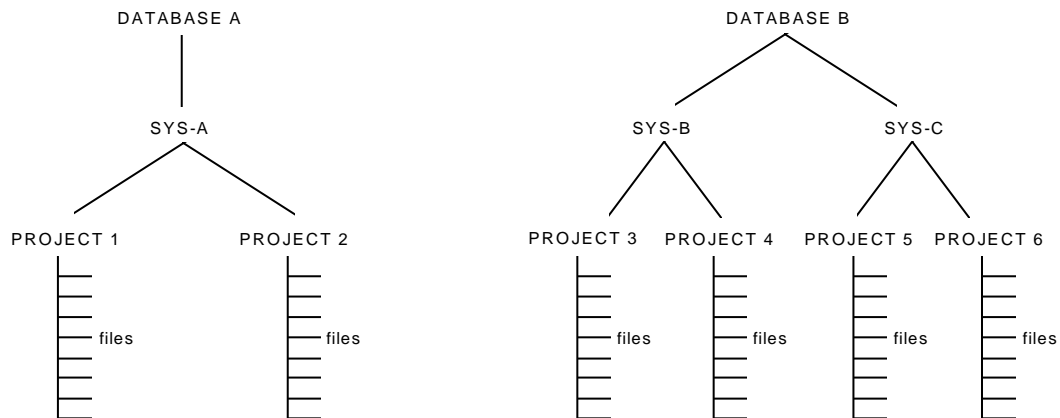 DATABASE A
DATABASE B
SYS-A
SYS-B
SYS-C
PROJECT 1
PROJECT 2
PROJECT 3
PROJECT 4
PROJECT 5
PROJECT 6
files
files
files
files
files
files